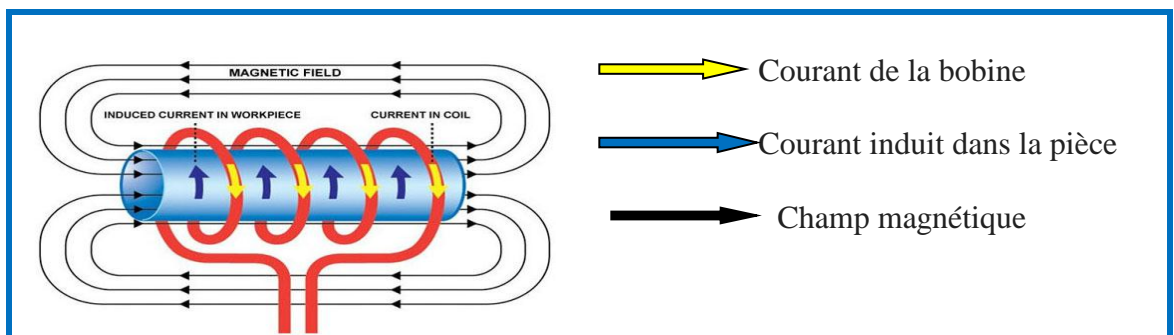 MAGNETIC FIELD
INDUCED CURRENT IN WORKPIECE
CURRENT IN COIL
Courant de la bobine
Courant induit dans la pièce
Champ magnétique